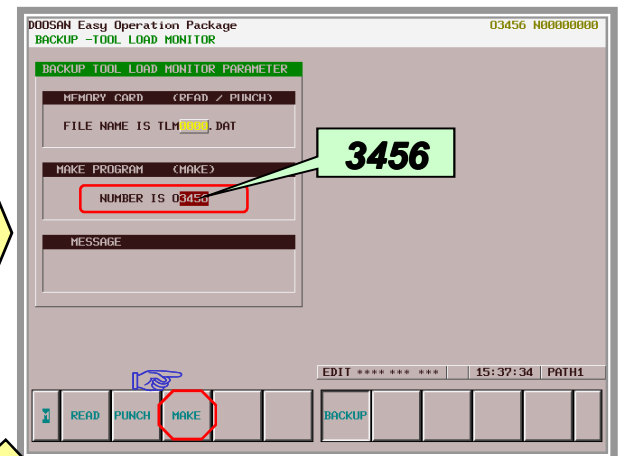 DOOSAN Easy Operation Package O3456 N00000000
BACKUP -TOOL LOAD MONITOR
BACKUP TOOL LOAD MONITOR PARAMETER
MEMORY CARD (READ / PUNCH)
FILE NAME IS TLM0000.DAT
3456
MAKE PROGRAM (MAKE)
NUMBER IS O3456
MESSAGE
EDIT **** *** *** 15:37:34 PATH1
READ PUNCH MAKE BACKUP